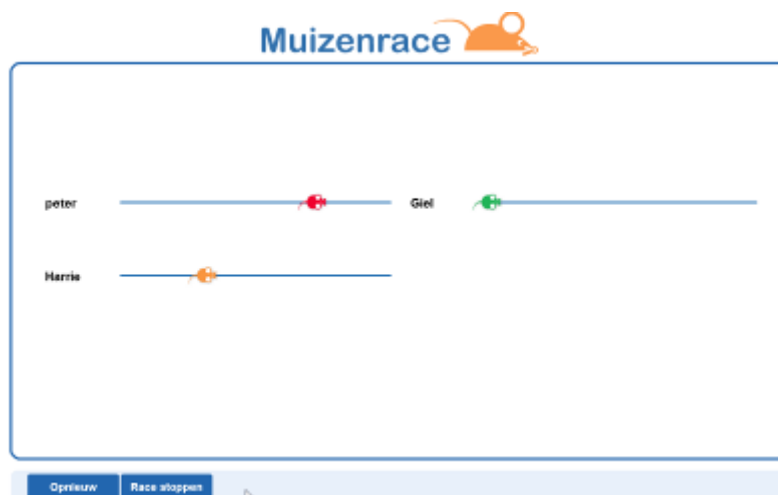 Muizenrace
peter
Giel
Harrie
Opnieuw
Race stoppen